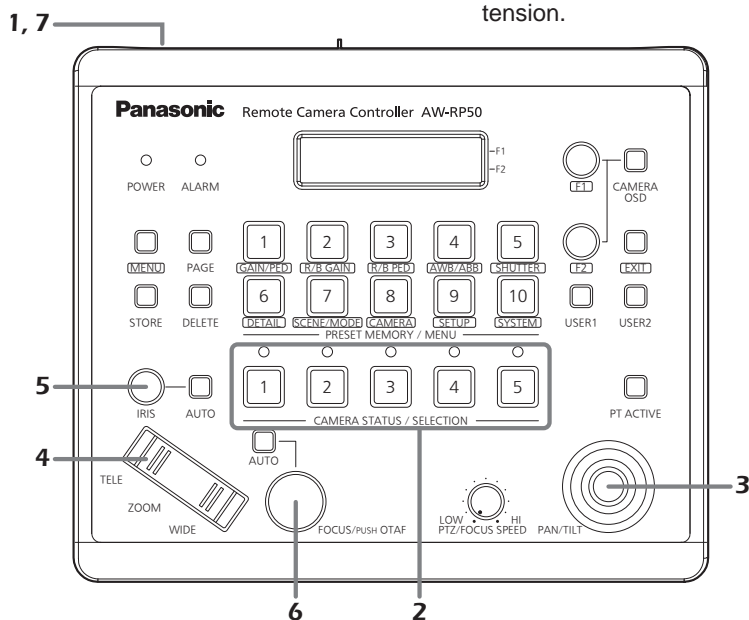 tension.
1, 7
Panasonic Remote Camera Controller AW-RP50
F1
F2
POWER ALARM
F1 CAMERA OSD
1 2 3 4 5
MENU PAGE GAIN/PED R/B GAIN R/B PED AWB/ABB SHUTTER F2 EXIT
6 7 8 9 10
STORE DELETE DETAIL SCENE/MODE CAMERA SETUP SYSTEM USER1 USER2
PRESET MEMORY / MENU
5
1 2 3 4 5
IRIS AUTO CAMERA STATUS / SELECTION PT ACTIVE
4
AUTO
TELE
3
ZOOM
WIDE
FOCUS/PUSH OTAF
LOW HI
PTZ/FOCUS SPEED
PAN/TILT
6 2